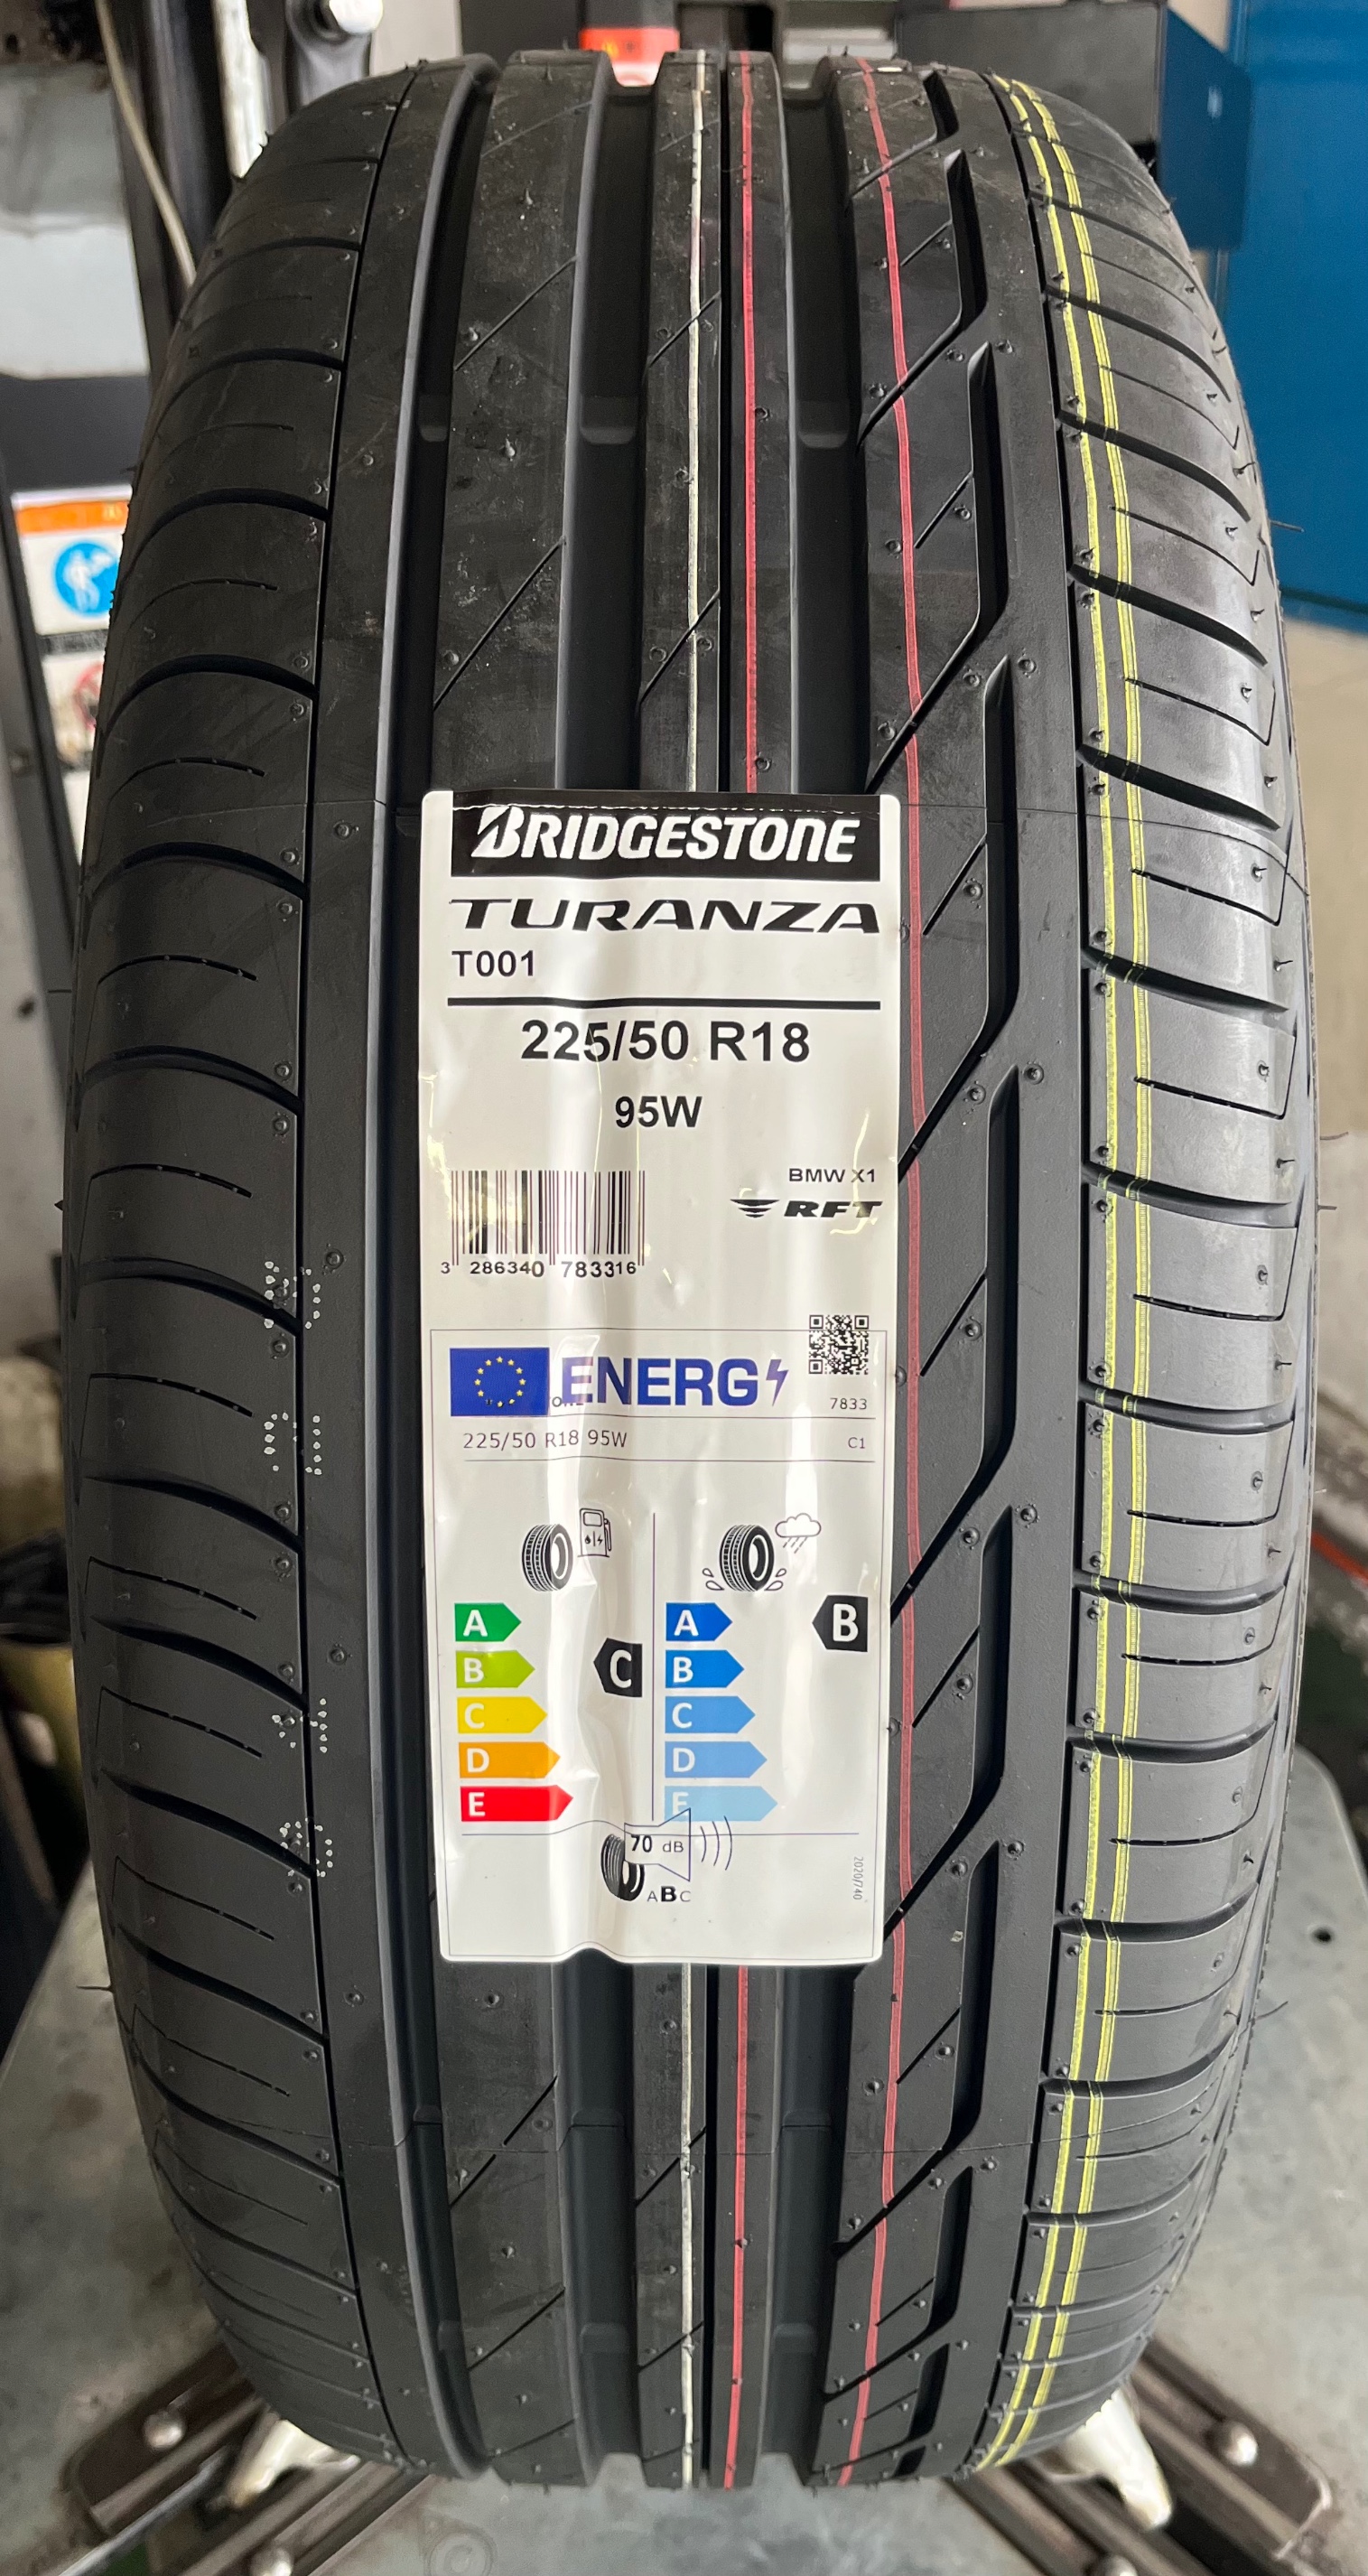 BRIDGESTONE
TURANZA
T001
225/50 R18
95W
BMW X1
RFT
3 286340 783316
ENERG
7833
225/50 R18 95W
C1
A
B
C
D
E
C
A
B
C
D
E
B
70 dB
ABC
2020/740